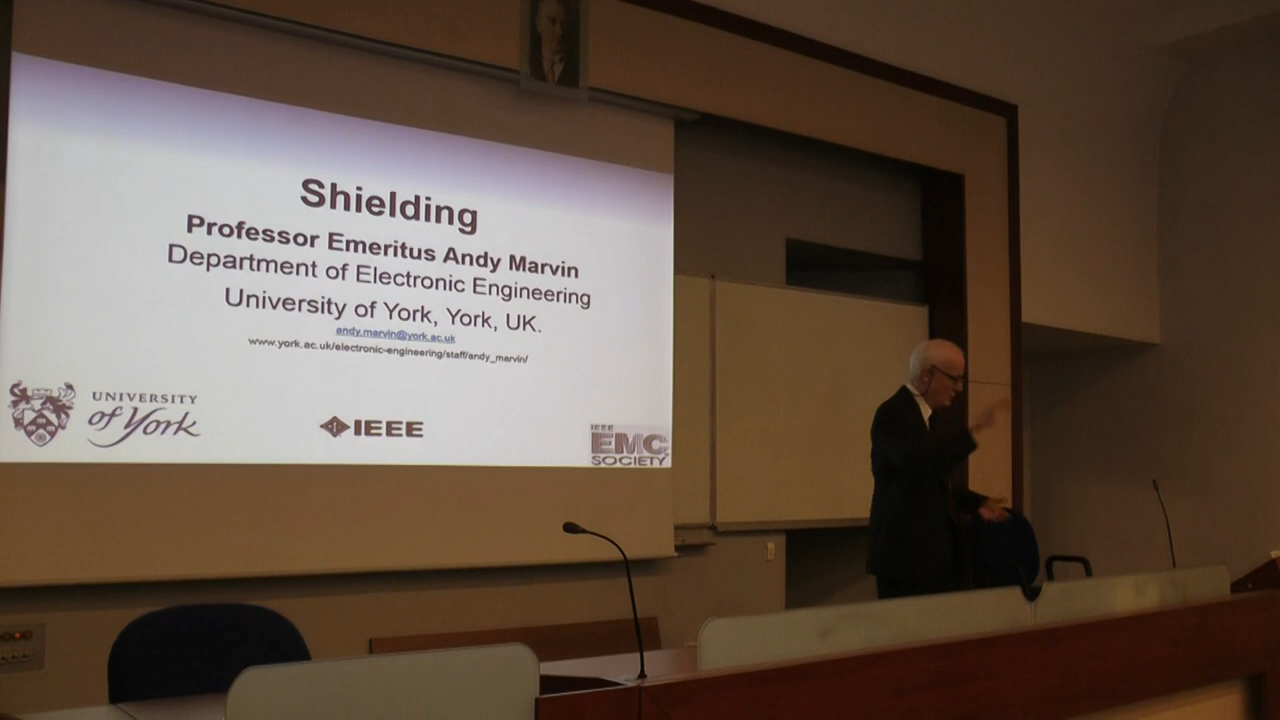 Shielding
Professor Emeritus Andy Marvin
Department of Electronic Engineering
University of York, York, UK.
andy.marvin@york.ac.uk
www.york.ac.uk/electronic-engineering/staff/andy_marvin/
UNIVERSITY
of York
IEEE
IEEE
EMC
SOCIETY